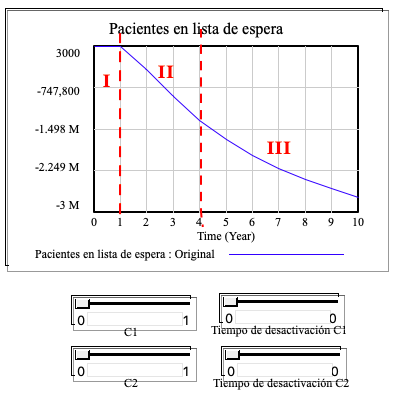 Pacientes en lista de espera
3000
-747,800
-1.498 M
-2.249 M
-3 M
I
II
III
0 1 2 3 4 5 6 7 8 9 10
Time (Year)
Pacientes en lista de espera : Original
0 1
C1
0 0
Tiempo de desactivación C1
0 1
C2
0 0
Tiempo de desactivación C2